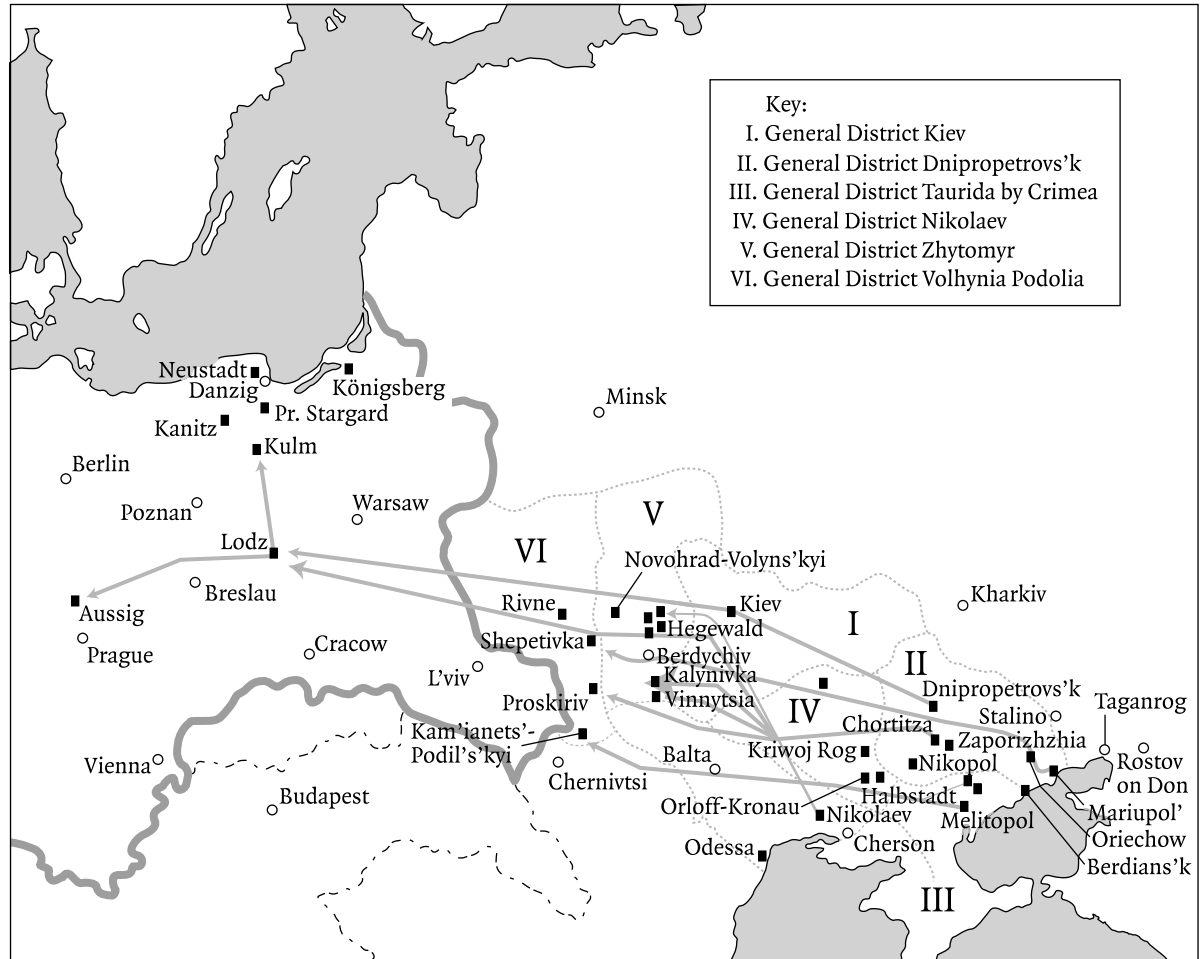 Key:
I. General District Kiev
II. General District Dnipropetrovs’k
III. General District Taurida by Crimea
IV. General District Nikolaev
V. General District Zhytomyr
VI. General District Volhynia Podolia
Neustadt
Danzig
Königsberg
Pr. Stargard
Kanitz
Kulm
Minsk
Berlin
Poznan
Warsaw
Lodz
V
VI
Novohrad-Volyns’kyi
Breslau
Aussig
Prague
Cracow
Rivne
Kiev
Kharkiv
Shepetivka
Hegewald
I
Berdychiv
II
L’viv
Kalynivka
Proskiriv
Vinnytsia
IV
Dnipropetrovs’k
Taganrog
Stalino
Chortitza
Kam’ianets’-
Podil’s’kyi
Zaporizhzhia
Kriwoj Rog
Balta
Nikopol
Rostov
on Don
Vienna
Chernivtsi
Budapest
Orloff-Kronau
Halbstadt
Nikolaev
Melitopol
Mariupol’
Cherson
Oriechow
Odessa
Berdians’k
III